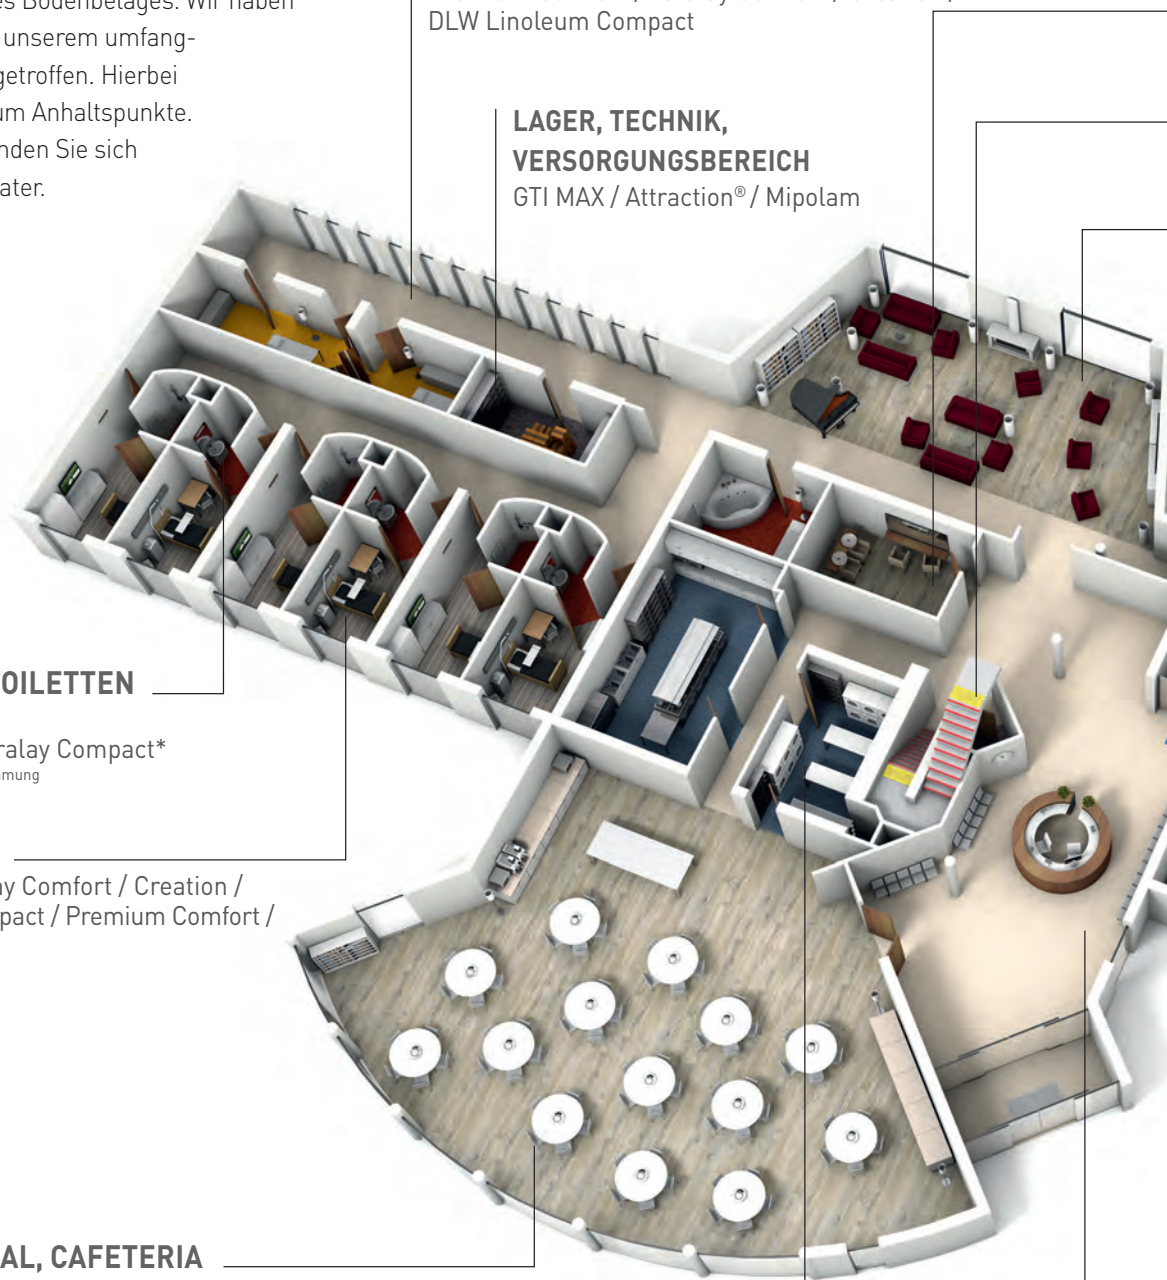 es Bodenbelages. Wir haben
unserem umfang-
getroffen. Hierbei
um Anhaltspunkte.
nden Sie sich
ater.
DLW Linoleum Compact
LAGER, TECHNIK,
VERSORGUNGSBEREICH
GTI MAX / Attraction® / Mipolam
OILETTEN
ralay Compact*
mung
ay Comfort / Creation /
pact / Premium Comfort /
AL, CAFETERIA